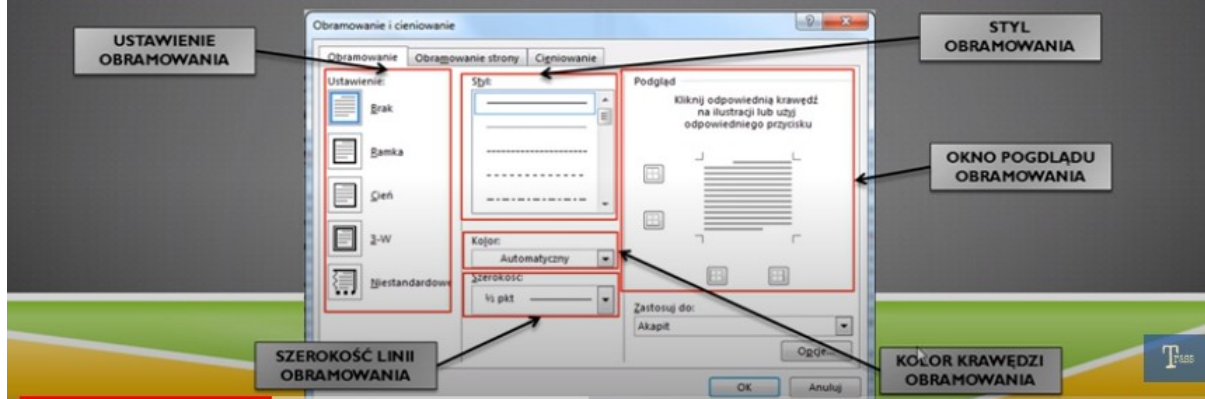 USTAWIENIE
OBRAMOWANIA
STYL
OBRAMOWANIA
OKNO POGDLĄDU
OBRAMOWANIA
SZEROKOŚĆ LINII
OBRAMOWANIA
KOLOR KRAWĘDZI
OBRAMOWANIA
Obramowanie i cieniowanie
Obramowanie
Obramowanie strony
Cieniowanie
Ustawienie:
Brak
Ramka
Cień
3-W
Niestandardowe
Styl:
Kolor:
Automatyczny
Szerokość:
½ pkt
Podgląd
Kliknij odpowiednią krawędź
na ilustracji lub użyj
odpowiedniego przycisku
Zastosuj do:
Akapit
Opcje...
OK
Anuluj